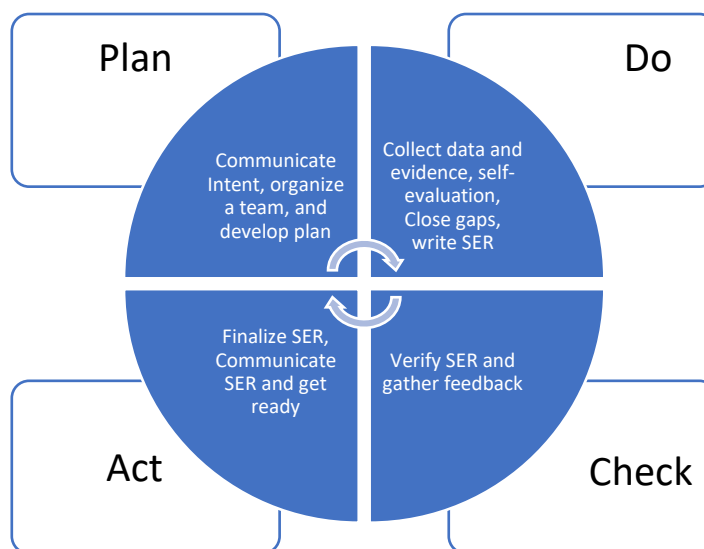 Plan
Communicate
Intent, organize
a team, and
develop plan
Do
Collect data and
evidence, self-
evaluation,
Close gaps,
write SER
Check
Verify SER and
gather feedback
Act
Finalize SER,
Communicate
SER and get
ready